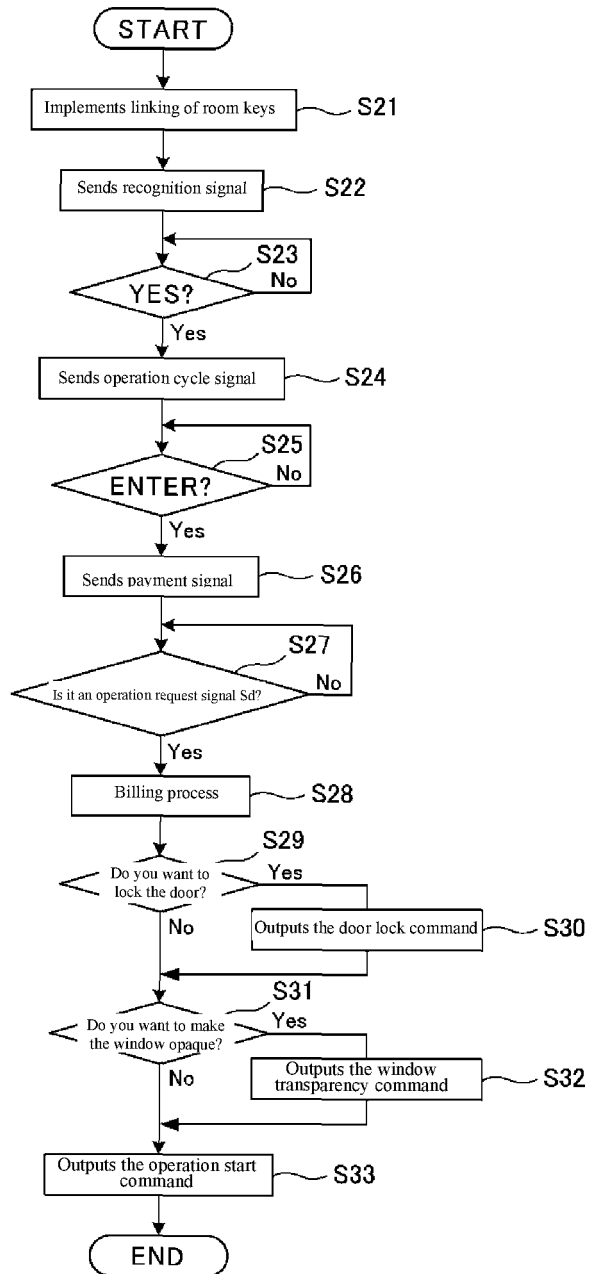 START
Implements linking of room keys
S21
Sends recognition signal
S22
S23
No
YES?
Yes
Sends operation cycle signal
S24
S25
No
ENTER?
Yes
Sends payment signal
S26
S27
No
Is it an operation request signal Sd?
Yes
Billing process
S28
S29
Do you want to
lock the door?
Yes
No
Outputs the door lock command
S30
S31
Do you want to make
the window opaque?
Yes
No
Outputs the window
transparency command
S32
Outputs the operation start
command
S33
END